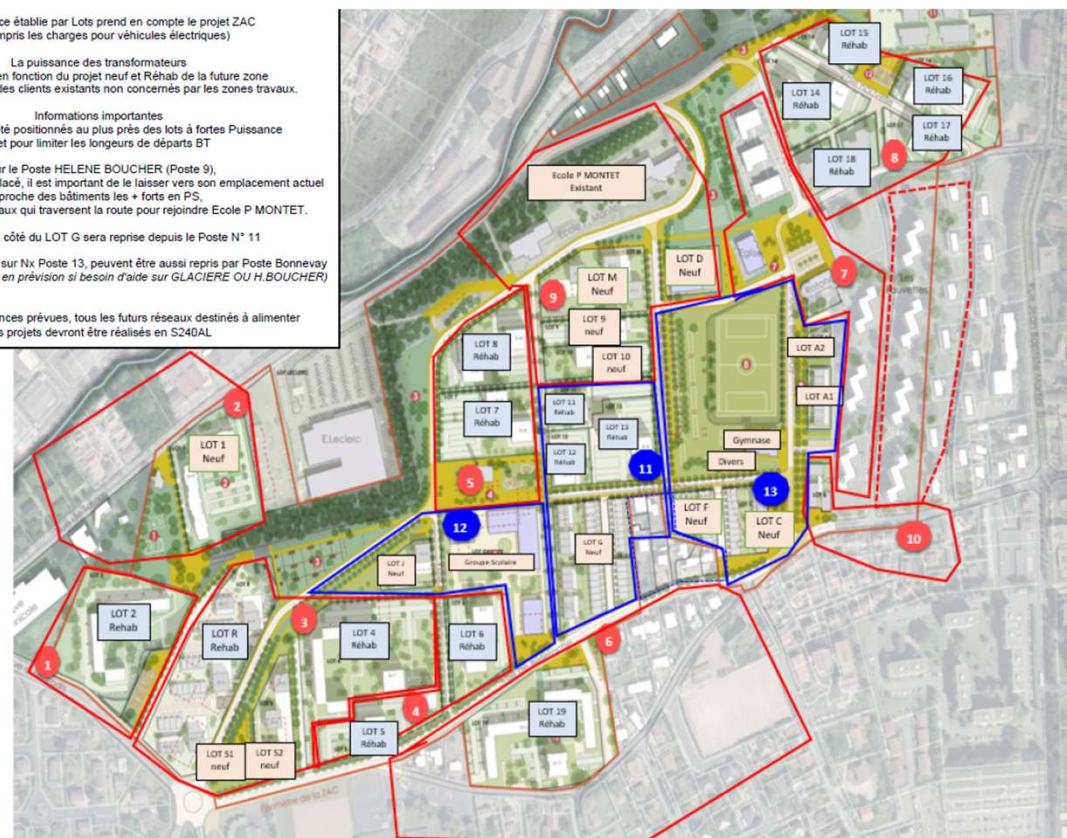 ce établie par Lots prend en compte le projet ZAC
ompris les charges pour véhicules électriques)
La puissance des transformateurs
en fonction du projet neuf et Réhab de la future zone
des clients existants non concernés par les zones travaux.
Informations importantes
été positionnés au plus près des lots à fortes Puissance
et pour limiter les longeurs de départs BT
ur le Poste HELENE BOUCHER (Poste 9),
lacé, il est important de le laisser vers son emplacement actuel
proche des bâtiments les + forts en PS,
aux qui traversent la route pour rejoindre Ecole P MONTET.
côté du LOT G sera reprise depuis le Poste N° 11
sur Nx Poste 13, peuvent être aussi repris par Poste Bonnevay
en prévision si besoin d'aide sur GLACIERE OU H.BOUCHER)
nces prévues, tous les futurs réseaux destinés à alimenter
s projets devront être réalisés en S240AL
LOT 15
Réhab
LOT 14
Réhab
LOT 16
Réhab
LOT 17
Réhab
LOT 18
Réhab
8
Ecole P MONTET
Existant
Eglise
7
7
LOT D
Neuf
LOT M
Neuf
9
LOT 9
neuf
LOT 10
neuf
LOT 8
Réhab
LOT 7
Réhab
LOT 11
Réhab
LOT 13
Réhab
LOT 12
Réhab
11
LOT A2
LOT A1
Gymnase
Divers
13
LOT F
Neuf
LOT C
Neuf
10
2
LOT 1
Neuf
E.Leclerc
5
4
12
LOT J
Neuf
Groupe Scolaire
LOT G
Neuf
LOT 2
Rehab
1
LOT R
Rehab
3
LOT 4
Réhab
LOT 6
Réhab
6
4
LOT 5
Réhab
LOT 19
Réhab
LOT S1
neuf
LOT S2
neuf
Périmètre de la ZAC